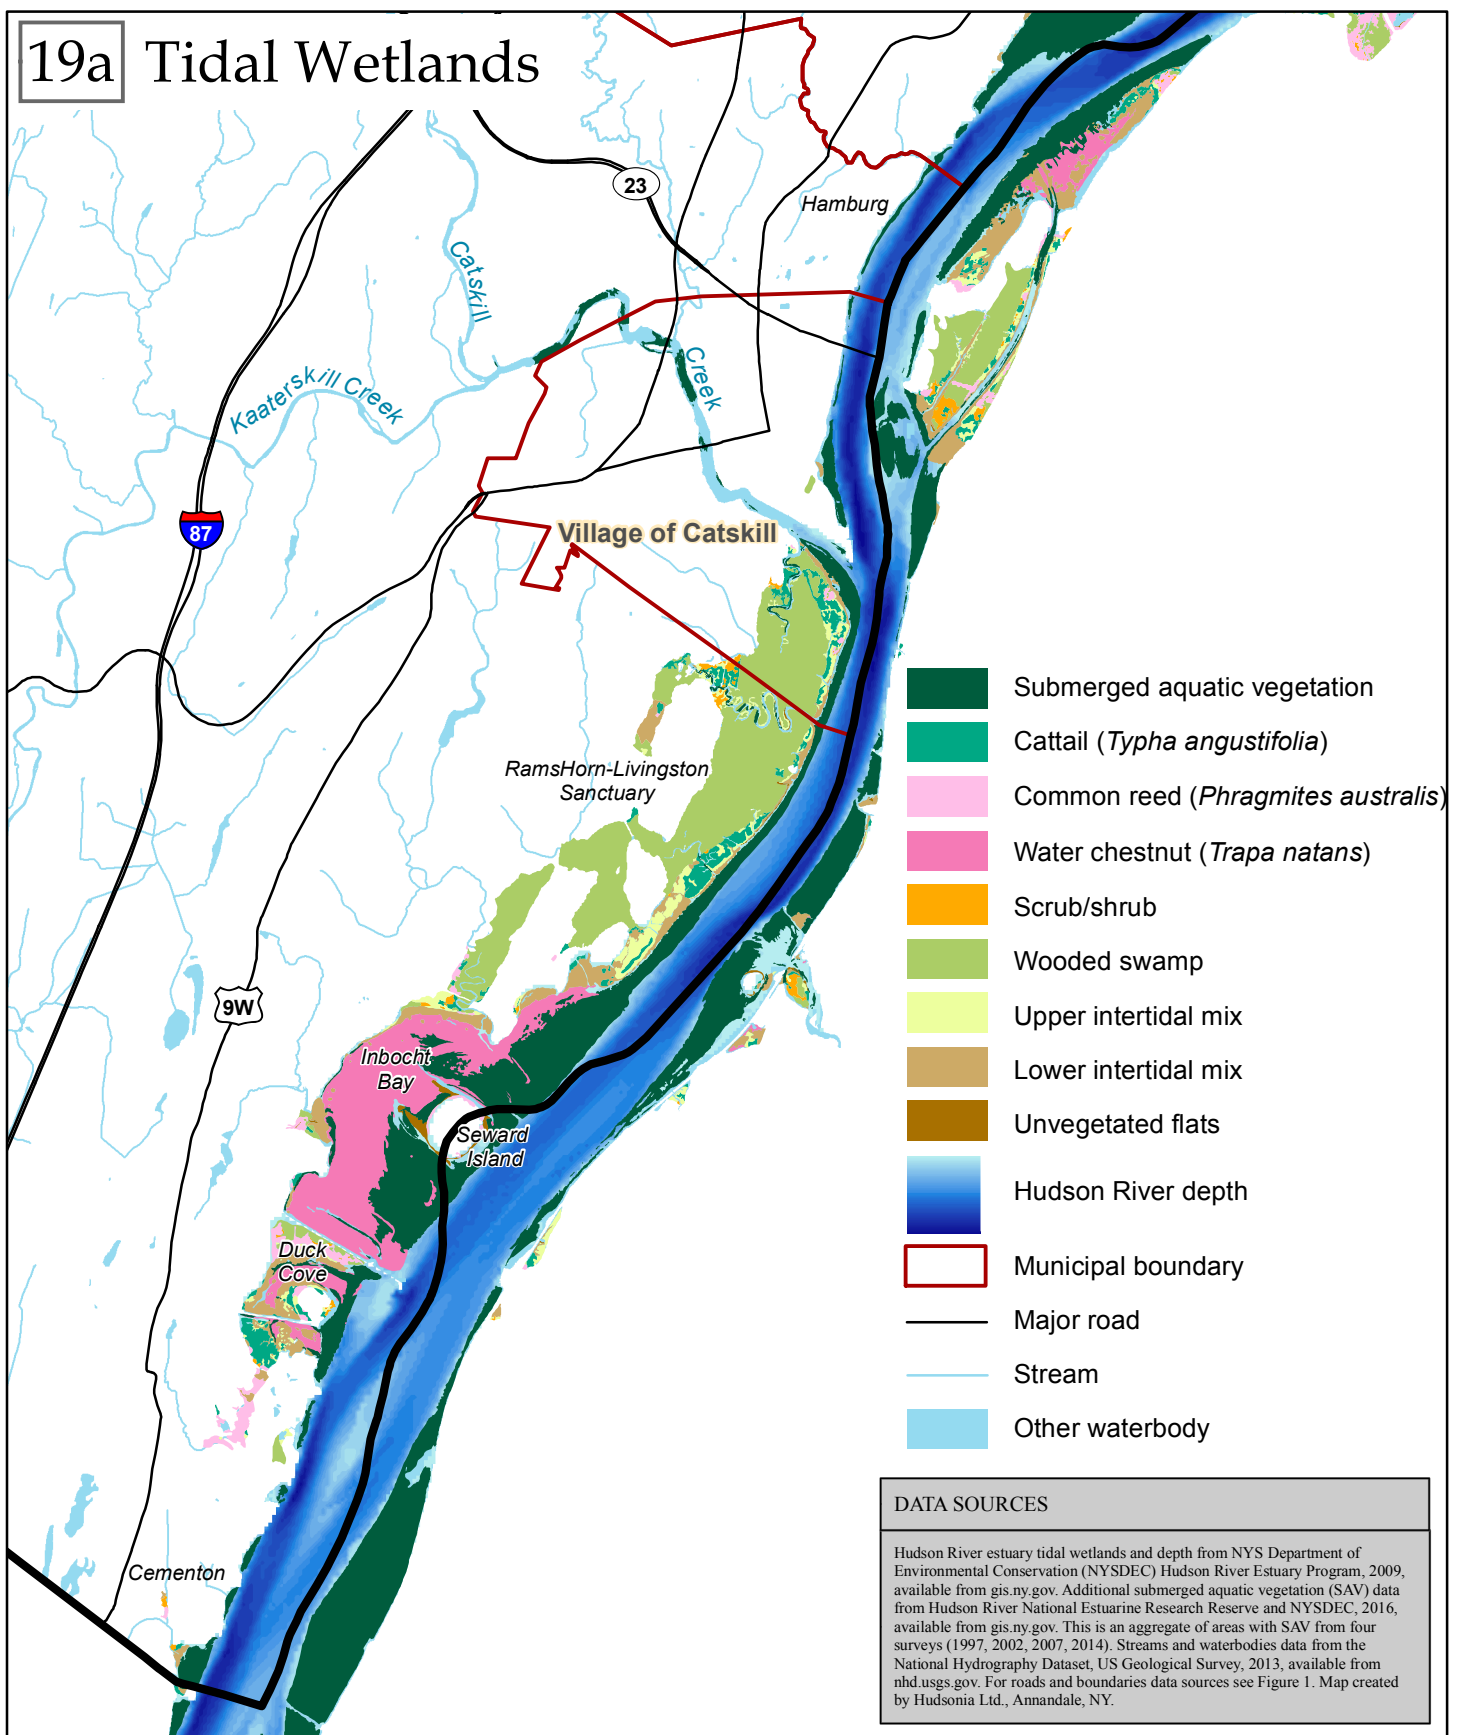 19a Tidal Wetlands
23
Hamburg
Catskill
Creek
Kaaterskill Creek
87
Village of Catskill
RamsHorn-Livingston
Sanctuary
9W
Inbocht
Bay
Seward
Island
Duck
Cove
Cementon
Submerged aquatic vegetation
Cattail (Typha angustifolia)
Common reed (Phragmites australis)
Water chestnut (Trapa natans)
Scrub/shrub
Wooded swamp
Upper intertidal mix
Lower intertidal mix
Unvegetated flats
Hudson River depth
Municipal boundary
Major road
Stream
Other waterbody
DATA SOURCES
Hudson River estuary tidal wetlands and depth from NYS Department of
Environmental Conservation (NYSDEC) Hudson River Estuary Program, 2009,
available from gis.ny.gov. Additional submerged aquatic vegetation (SAV) data
from Hudson River National Estuarine Research Reserve and NYSDEC, 2016,
available from gis.ny.gov. This is an aggregate of areas with SAV from four
surveys (1997, 2002, 2007, 2014). Streams and waterbodies data from the
National Hydrography Dataset, US Geological Survey, 2013, available from
nhd.usgs.gov. For roads and boundaries data sources see Figure 1. Map created
by Hudsonia Ltd., Annandale, NY.